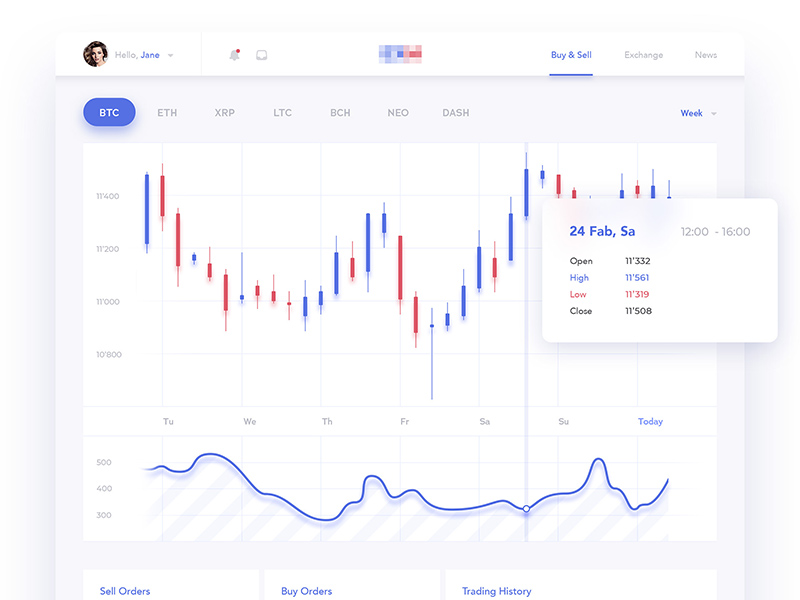 Hello, Jane
Buy & Sell
Exchange
News
BTC
ETH
XRP
LTC
BCH
NEO
DASH
Week
11'400
11'200
11'000
10'800
24 Fab, Sa
12:00 - 16:00
Open 11'332
High 11'561
Low 11'319
Close 11'508
Tu
We
Th
Fr
Sa
Su
Today
500
400
300
Sell Orders
Buy Orders
Trading History